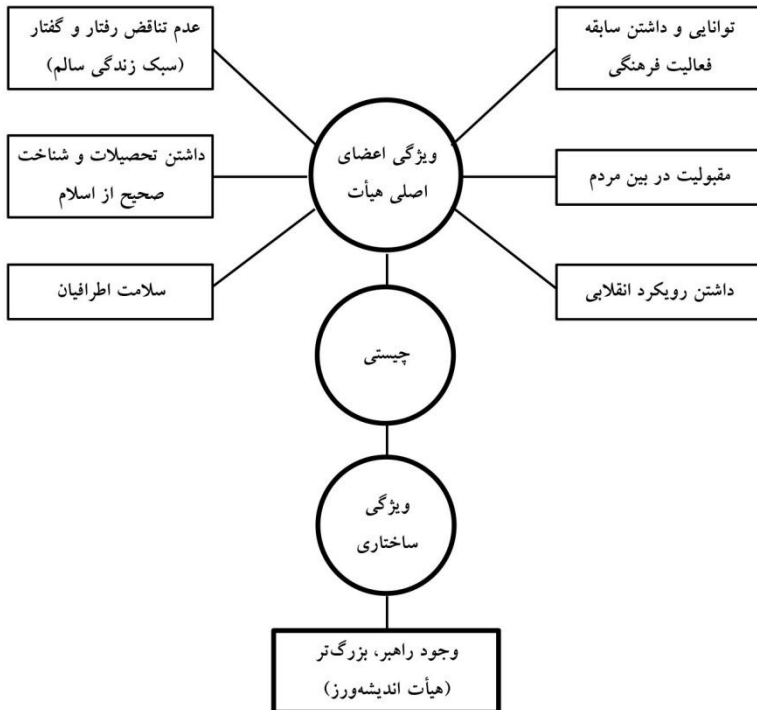 توانایی و داشتن سابقه
فعالیت فرهنگی
مقبولیت در بین مردم
داشتن رویکرد انقلابی
عدم تناقض رفتار و گفتار
(سبک زندگی سالم)
داشتن تحصیلات و شناخت
صحیح از اسلام
سلامت اطرافیان
ویژگی اعضای
اصلی هیأت
چیستی
ویژگی
ساختاری
وجود راهبر، بزرگ‌تر
(هیأت اندیشه‌ورز)